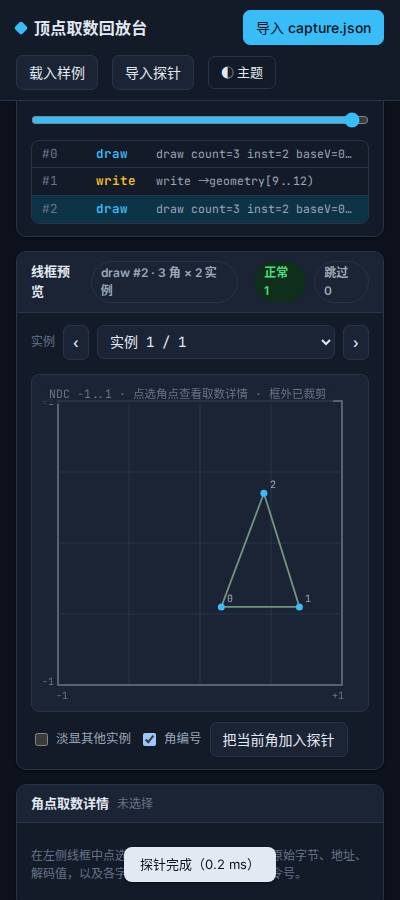 顶点取数回放台
导入 capture.json
载入样例
导入探针
主题
#0 draw draw count=3 inst=2 baseV=0…
#1 write write →geometry[9..12)
#2 draw draw count=3 inst=2 baseV=0…
线框预览
draw #2 · 3 角 × 2 实例
正常 1
跳过 0
实例
‹
实例 1 / 1
›
NDC -1..1 · 点选角点查看取数详情 · 框外已裁剪
2
0
1
-1
-1
+1
淡显其他实例
角编号
把当前角加入探针
角点取数详情 未选择
在左侧线框中点选
原始字节、地址、
解码值，以及各字
令号。
探针完成（0.2 ms）